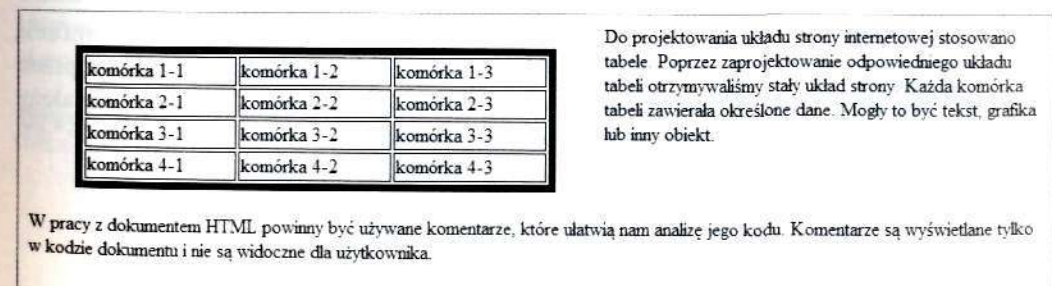 komórka 1-1 komórka 1-2 komórka 1-3
komórka 2-1 komórka 2-2 komórka 2-3
komórka 3-1 komórka 3-2 komórka 3-3
komórka 4-1 komórka 4-2 komórka 4-3
Do projektowania układu strony internetowej stosowano
tabele. Poprzez zaprojektowanie odpowiedniego układu
tabeli otrzymywaliśmy stały układ strony. Każda komórka
tabeli zawierała określone dane. Mogły to być tekst, grafika
lub inny obiekt.
W pracy z dokumentem HTML powinny być używane komentarze, które ułatwią nam analizę jego kodu. Komentarze są wyświetlane tylko
w kodzie dokumentu i nie są widoczne dla użytkownika.